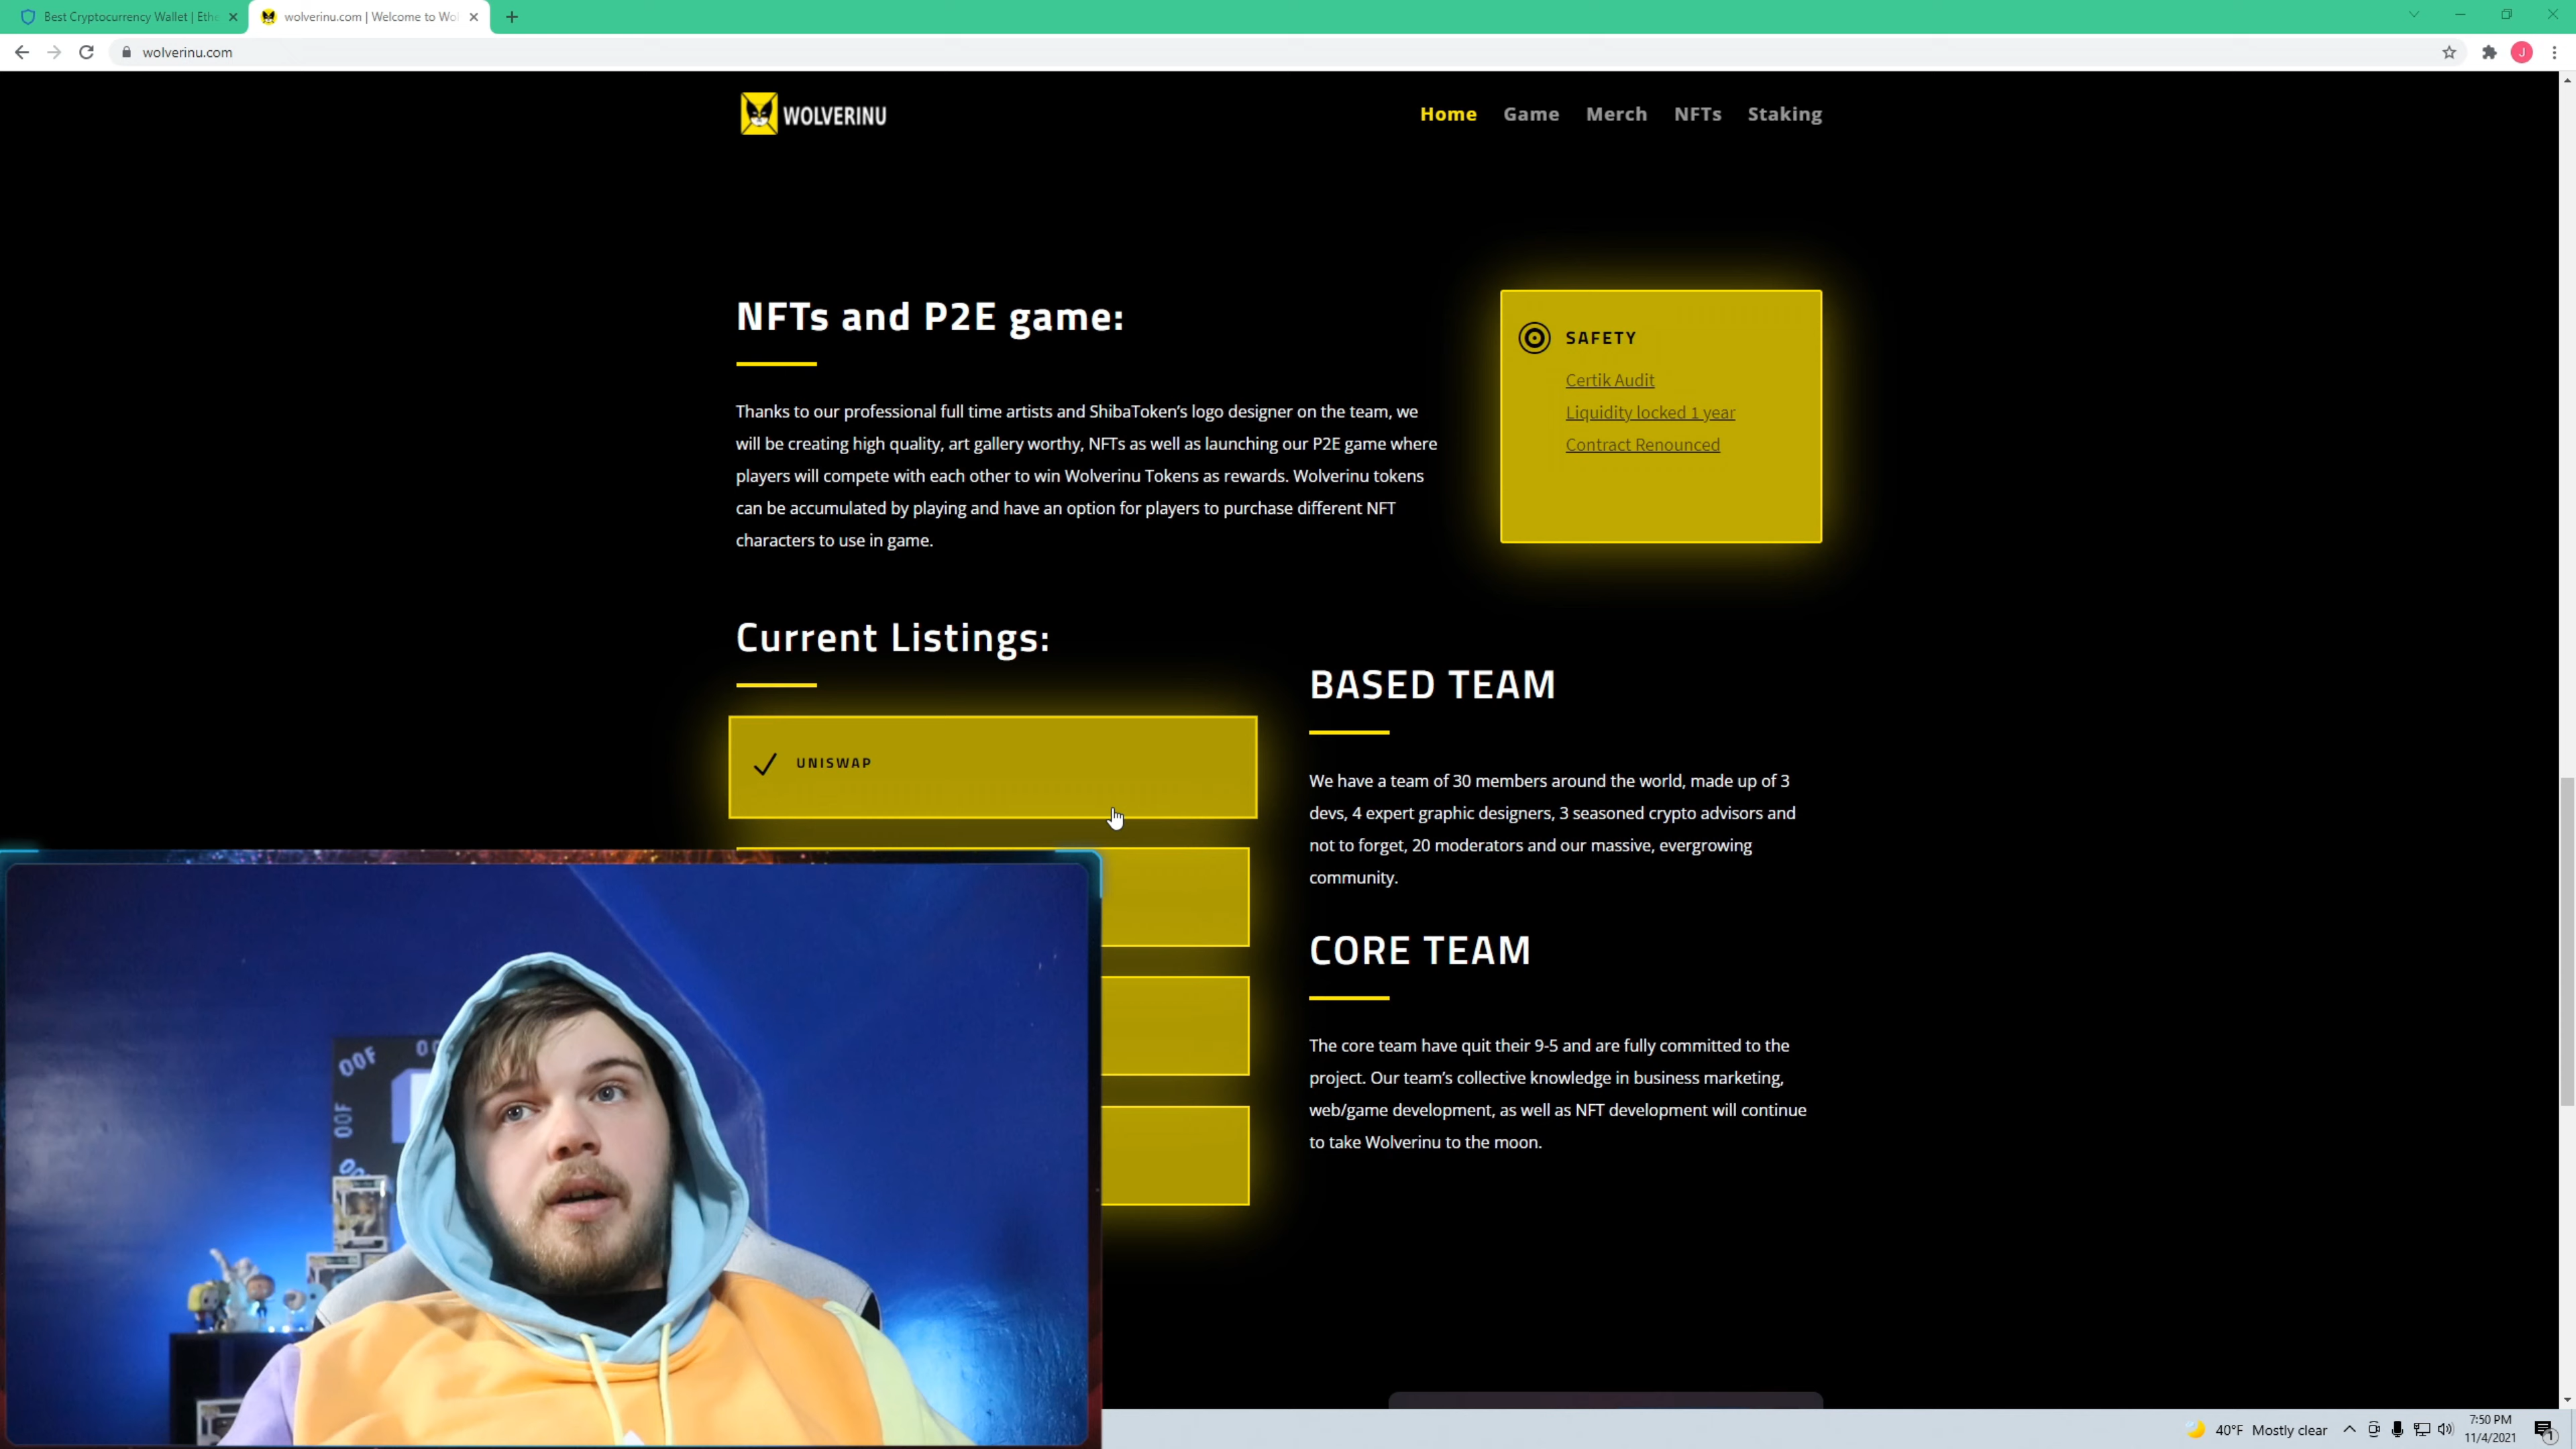 Best Cryptocurrency Wallet | Ethe
wolverinu.com | Welcome to Wol
wolverinu.com
J
WOLVERINU
Home Game Merch NFTs Staking
NFTs and P2E game:
Thanks to our professional full time artists and ShibaToken's logo designer on the team, we
will be creating high quality, art gallery worthy, NFTs as well as launching our P2E game where
players will compete with each other to win Wolverinu Tokens as rewards. Wolverinu tokens
can be accumulated by playing and have an option for players to purchase different NFT
characters to use in game.
SAFETY
Certik Audit
Liquidity locked 1 year
Contract Renounced
Current Listings:
UNISWAP
BASED TEAM
We have a team of 30 members around the world, made up of 3
devs, 4 expert graphic designers, 3 seasoned crypto advisors and
not to forget, 20 moderators and our massive, evergrowing
community.
CORE TEAM
The core team have quit their 9-5 and are fully committed to the
project. Our team's collective knowledge in business marketing,
web/game development, as well as NFT development will continue
to take Wolverinu to the moon.
OOF
OOF
40°F Mostly clear
7:50 PM
11/4/2021
1